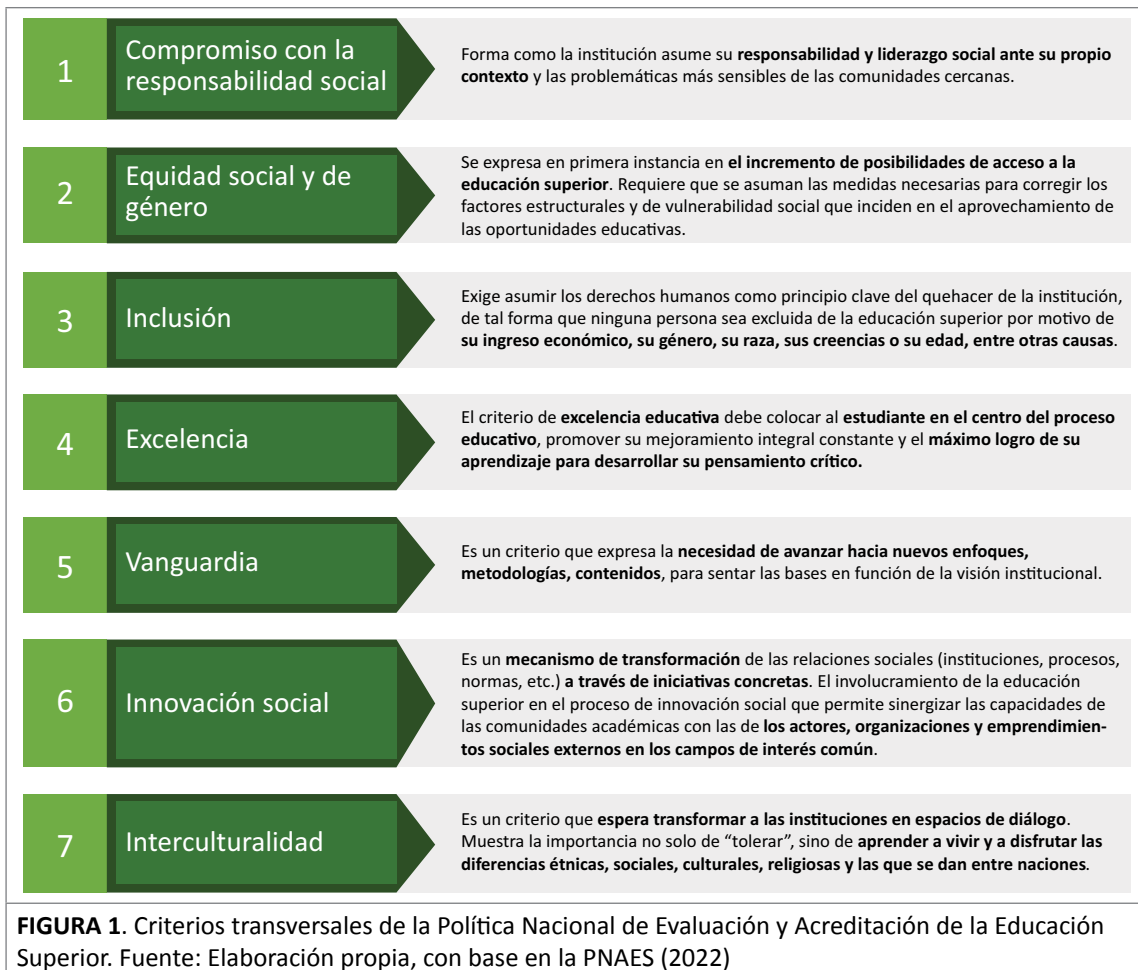 1
Compromiso con la
responsabilidad social
Forma como la institución asume su responsabilidad y liderazgo social ante su propio
contexto y las problemáticas más sensibles de las comunidades cercanas.
2
Equidad social y de
género
Se expresa en primera instancia en el incremento de posibilidades de acceso a la
educación superior. Requiere que se asuman las medidas necesarias para corregir los
factores estructurales y de vulnerabilidad social que inciden en el aprovechamiento de
las oportunidades educativas.
3
Inclusión
Exige asumir los derechos humanos como principio clave del quehacer de la institución,
de tal forma que ninguna persona sea excluida de la educación superior por motivo de
su ingreso económico, su género, su raza, sus creencias o su edad, entre otras causas.
4
Excelencia
El criterio de excelencia educativa debe colocar al estudiante en el centro del proceso
educativo, promover su mejoramiento integral constante y el máximo logro de su
aprendizaje para desarrollar su pensamiento crítico.
5
Vanguardia
Es un criterio que expresa la necesidad de avanzar hacia nuevos enfoques,
metodologías, contenidos, para sentar las bases en función de la visión institucional.
6
Innovación social
Es un mecanismo de transformación de las relaciones sociales (instituciones, procesos,
normas, etc.) a través de iniciativas concretas. El involucramiento de la educación
superior en el proceso de innovación social que permite sinergizar las capacidades de
las comunidades académicas con las de los actores, organizaciones y emprendimien-
tos sociales externos en los campos de interés común.
7
Interculturalidad
Es un criterio que espera transformar a las instituciones en espacios de diálogo.
Muestra la importancia no solo de “tolerar”, sino de aprender a vivir y a disfrutar las
diferencias étnicas, sociales, culturales, religiosas y las que se dan entre naciones.
FIGURA 1. Criterios transversales de la Política Nacional de Evaluación y Acreditación de la Educación
Superior. Fuente: Elaboración propia, con base en la PNAES (2022)